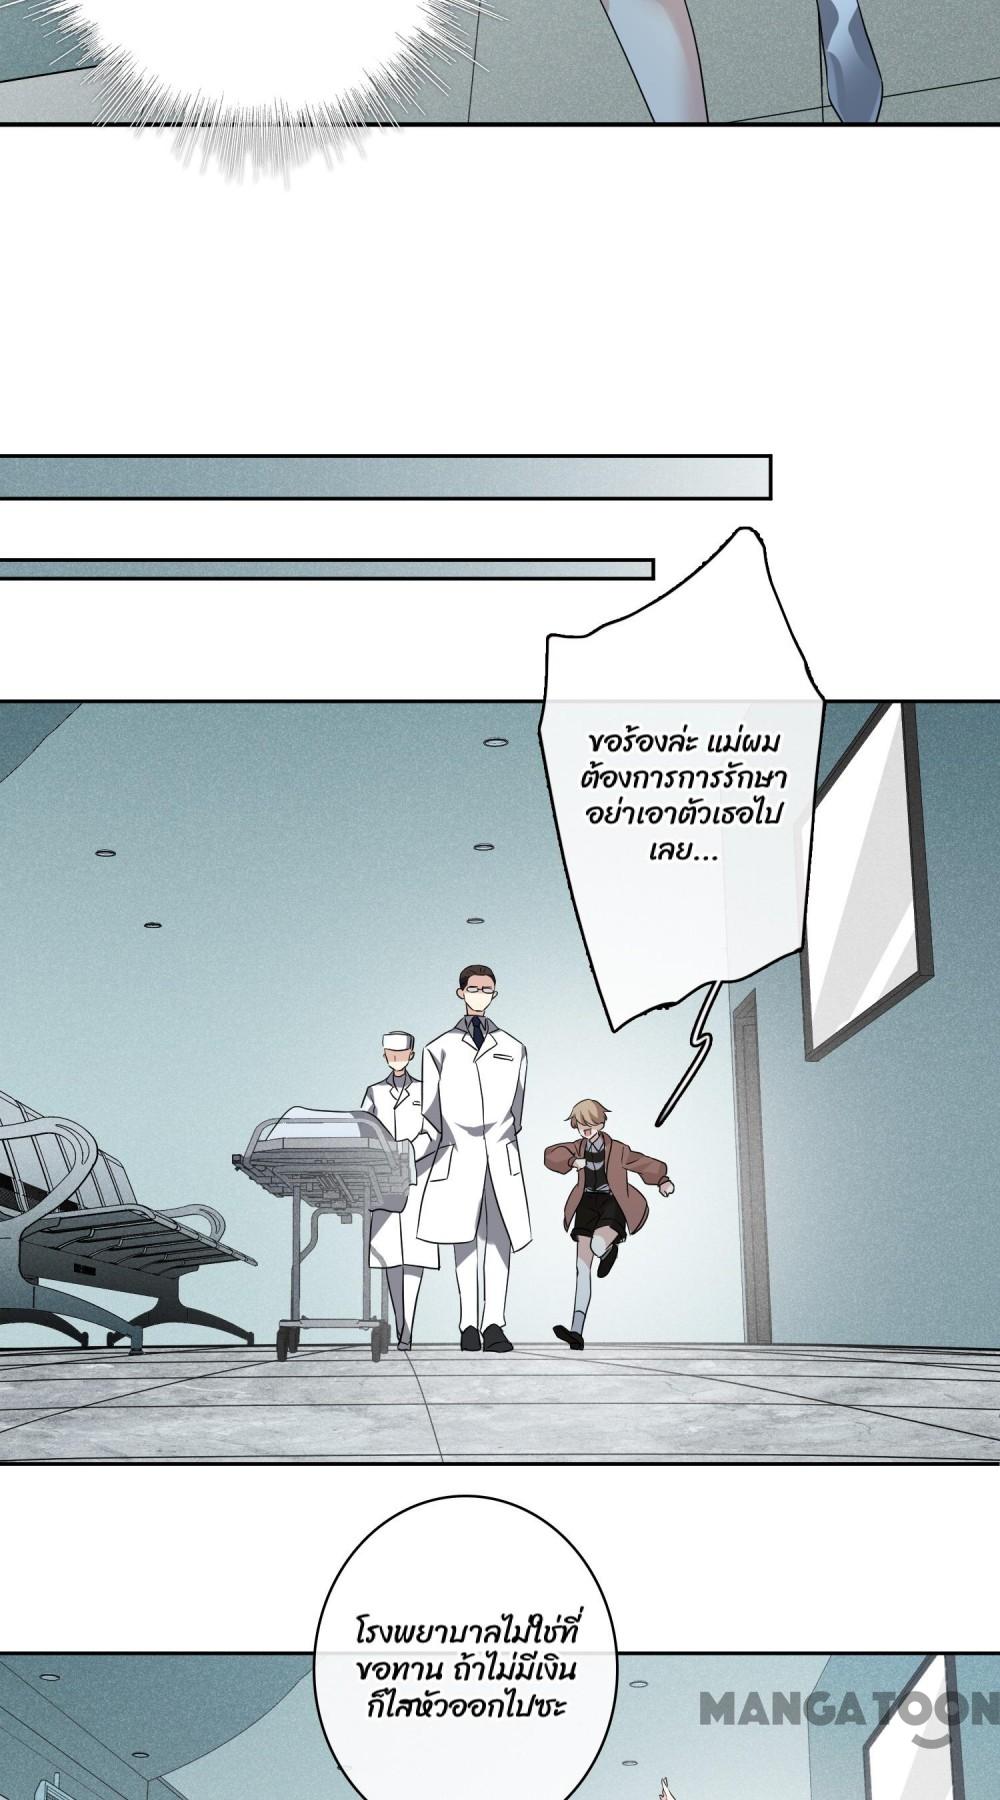 ขอร้องล่ะ แม่ผม
ต้องการการรักษา
อย่าเอาตัวเธอไป
เลย...
โรงพยาบาลไม่ใช่ที่
ขอทาน ถ้าไม่มีเงิน
ก็ไสหัวออกไปซะ
MANGA TOON